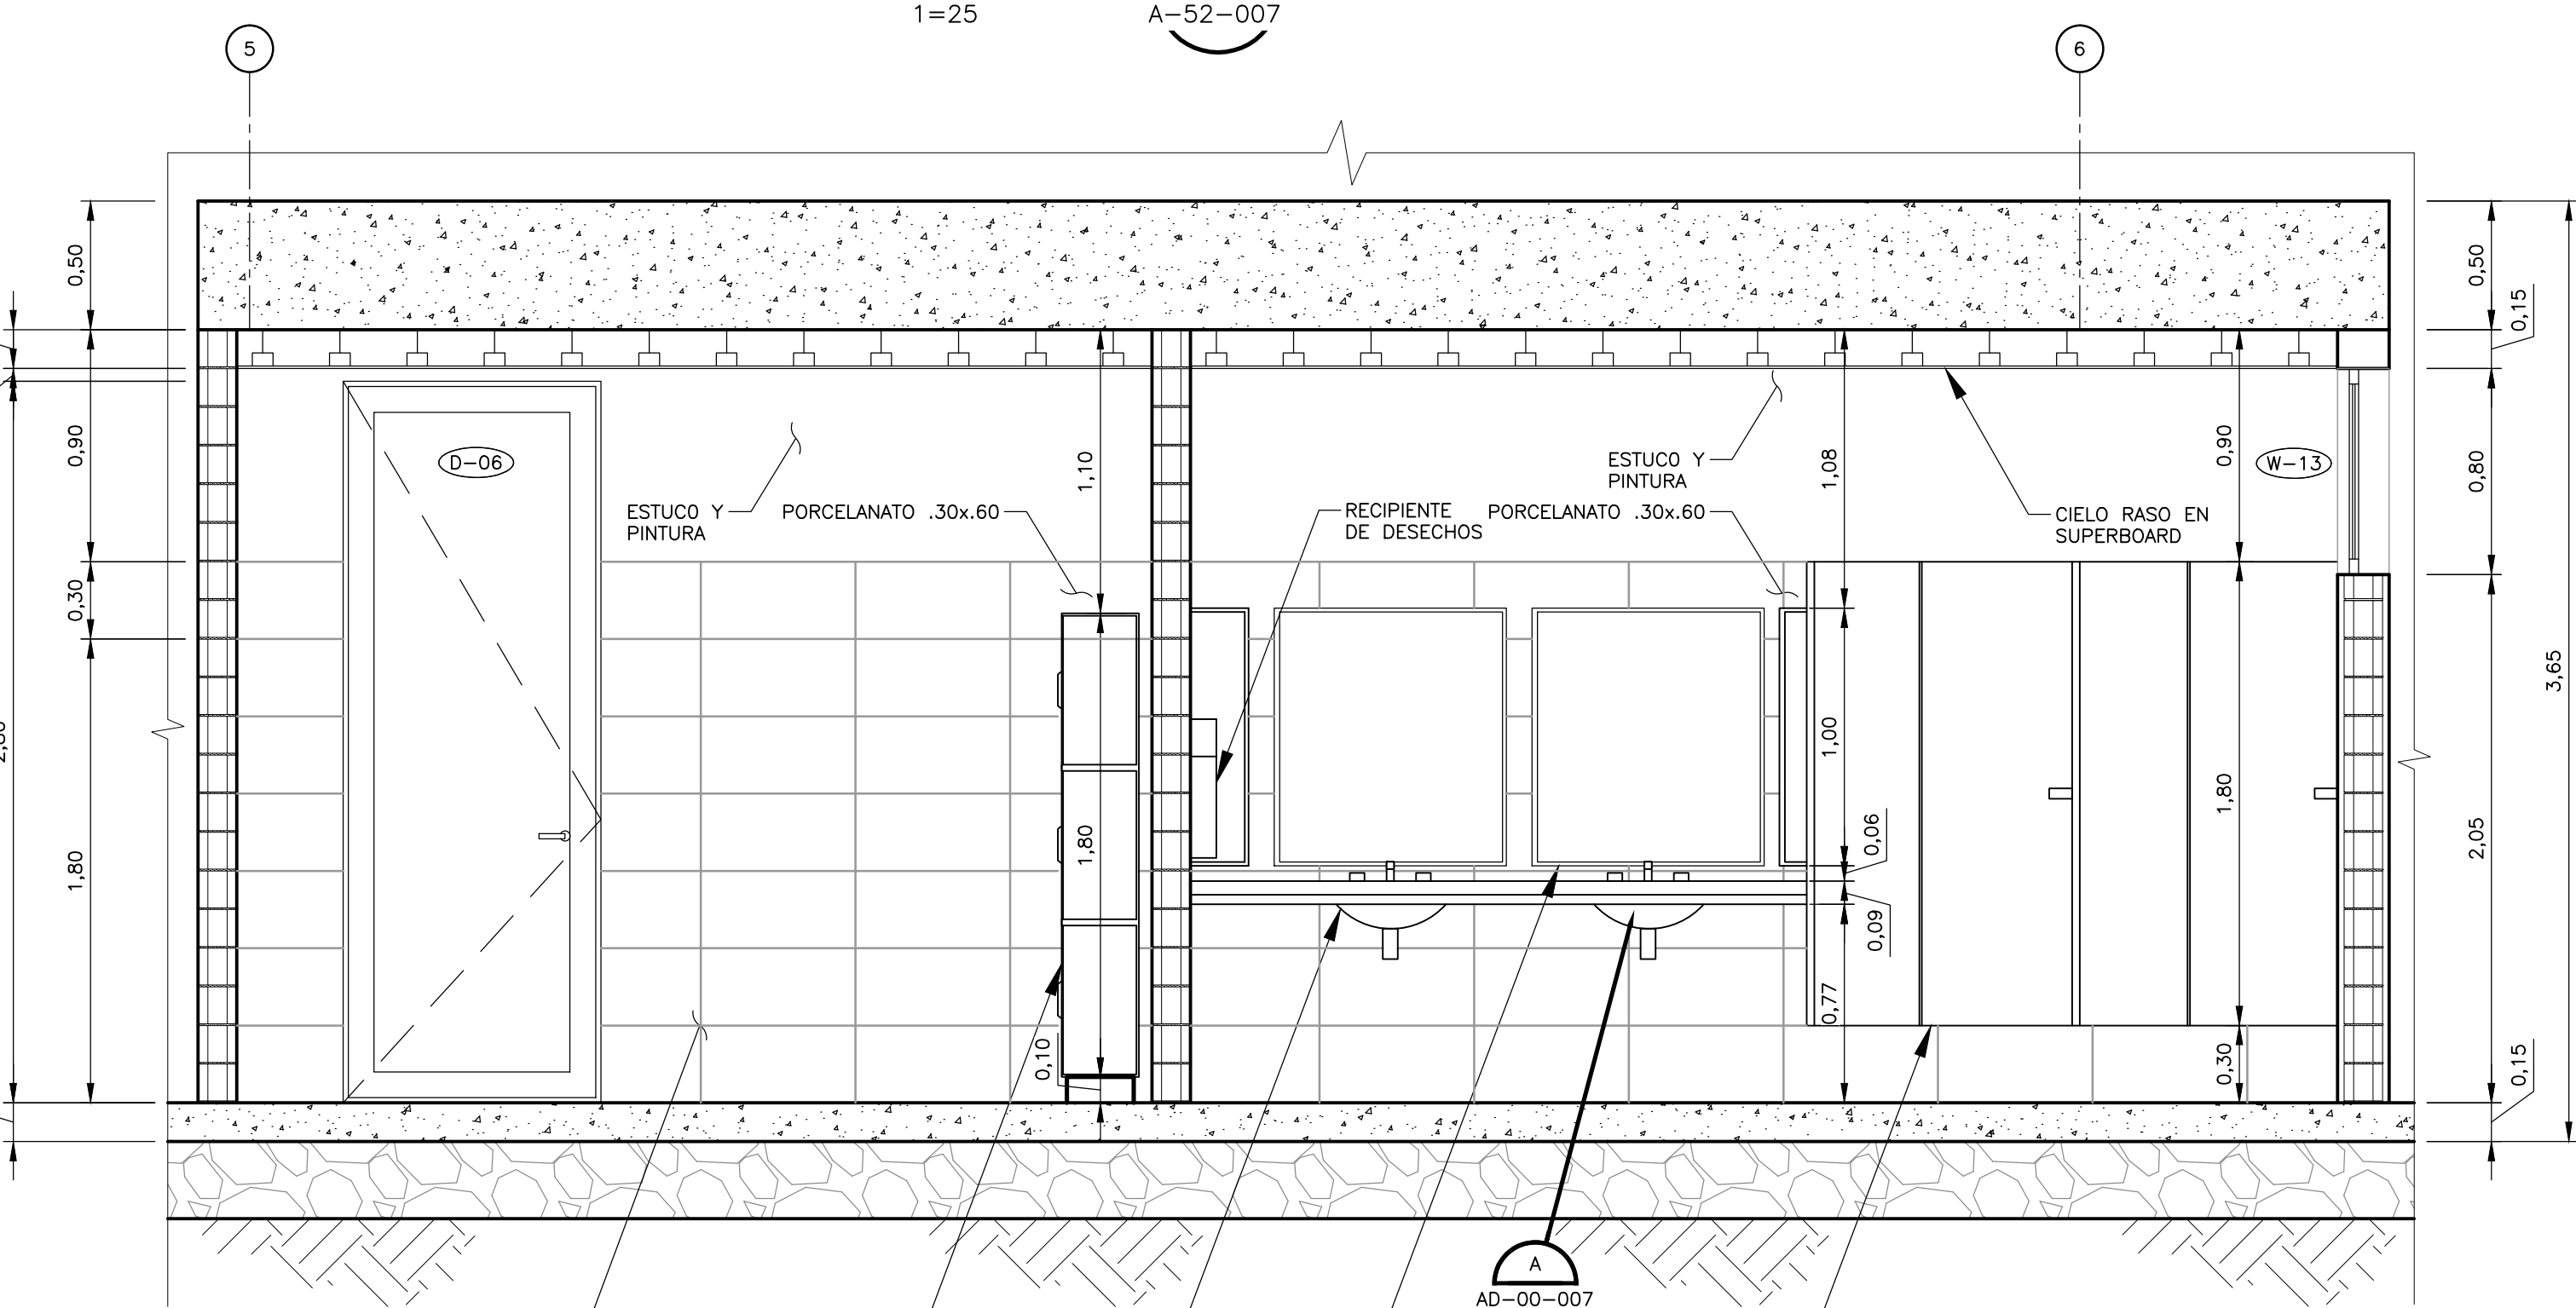 1=25
A-52-007
5
6
0,50
0,90
0,30
1,80
D-06
ESTUCO Y
PINTURA
PORCELANATO .30x.60
1,10
1,80
0,10
RECIPIENTE
DE DESECHOS
PORCELANATO .30x.60
ESTUCO Y
PINTURA
1,08
1,00
0,06
0,09
0,77
CIELO RASO EN
SUPERBOARD
0,90
1,80
0,30
W-13
0,50
0,15
0,80
2,05
0,15
3,65
A
AD-00-007